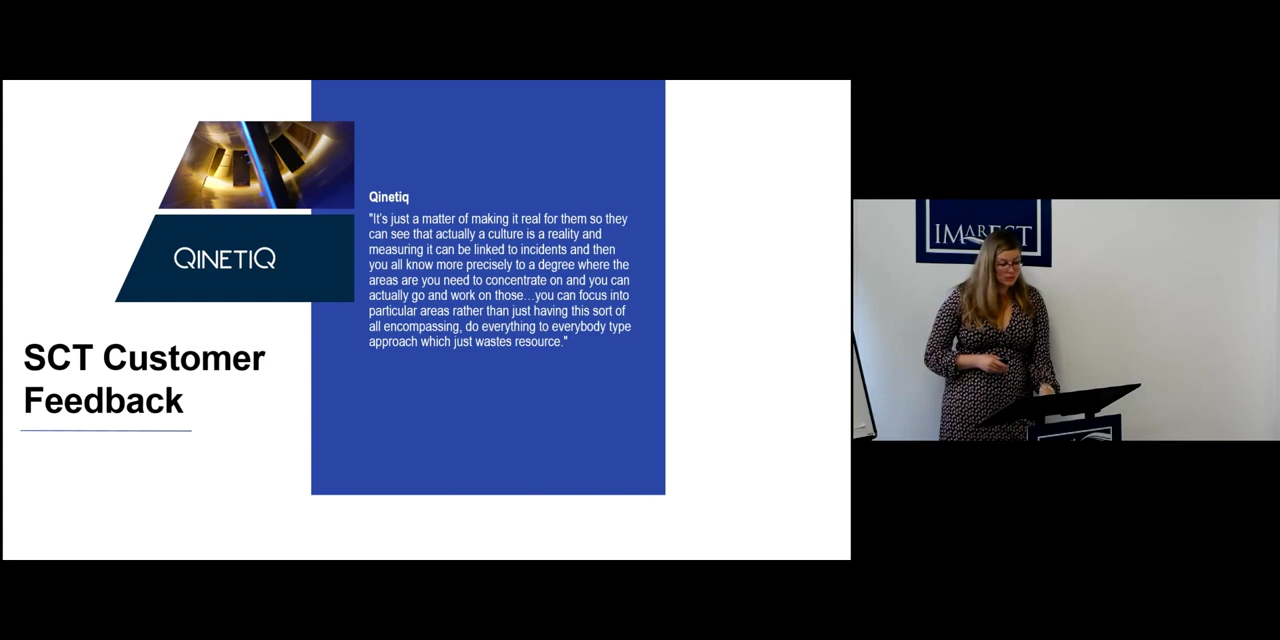 QINETIQ
SCT Customer
Feedback
Qinetiq
"It's just a matter of making it real for them so they
can see that actually a culture is a reality and
measuring it can be linked to incidents and then
you all know more precisely to a degree where the
areas are you need to concentrate on and you can
actually go and work on those…you can focus into
particular areas rather than just having this sort of
all encompassing, do everything to everybody type
approach which just wastes resource."
IMarEST